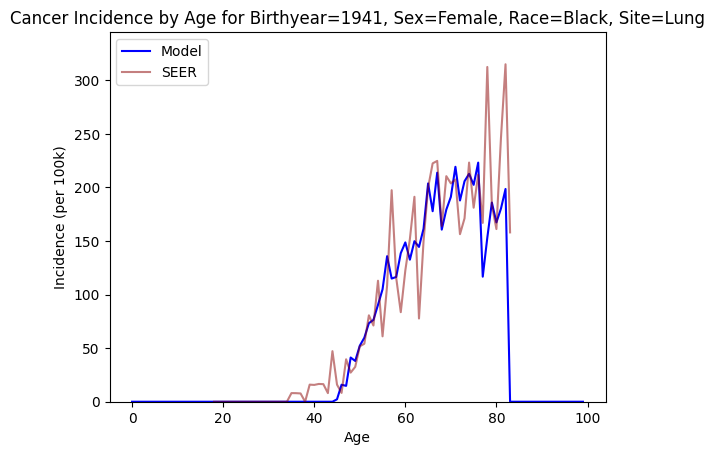 Cancer Incidence by Age for Birthyear=1941, Sex=Female, Race=Black, Site=Lung
Model
SEER
Incidence (per 100k)
300
250
200
150
100
50
0
0 20 40 60 80 100
Age